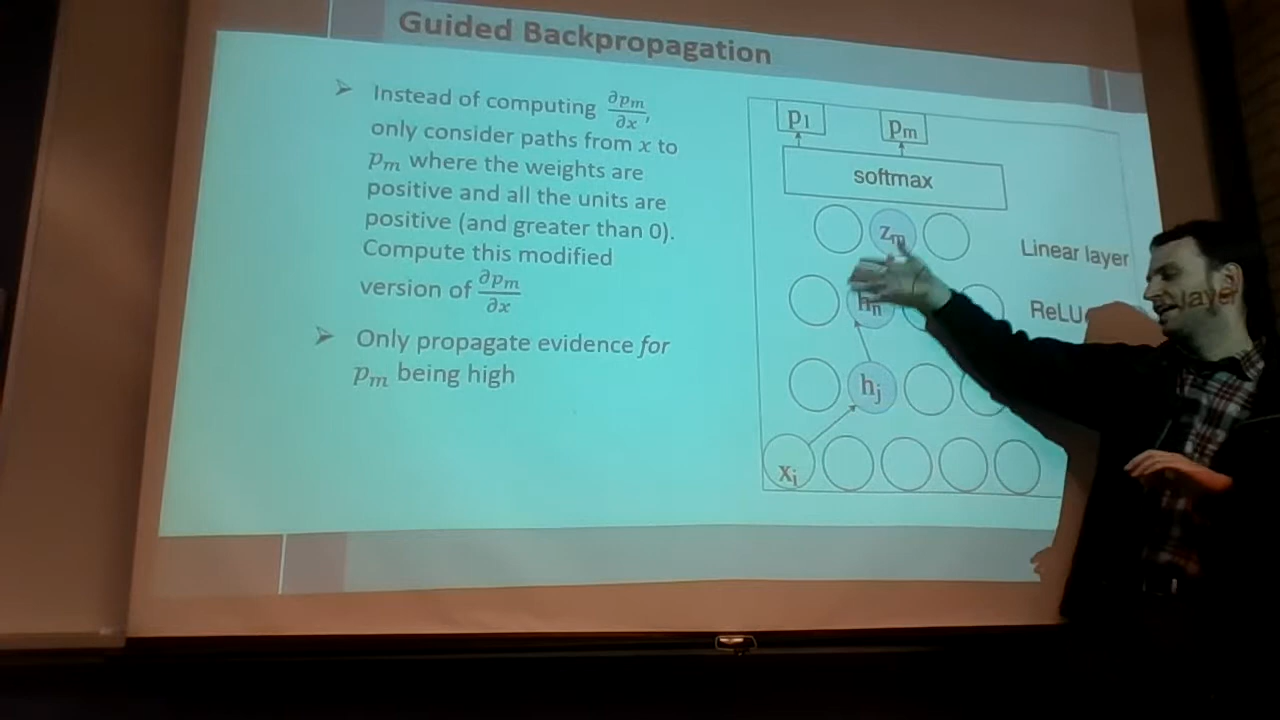 Guided Backpropagation
➤ Instead of computing ∂pₘ/∂x,
only consider paths from x to
pₘ where the weights are
positive and all the units are
positive (and greater than 0).
Compute this modified
version of ∂pₘ/∂x
➤ Only propagate evidence for
pₘ being high
p₁ pₘ
softmax
zₘ Linear layer
hₙ ReLU layer
hⱼ
xᵢ